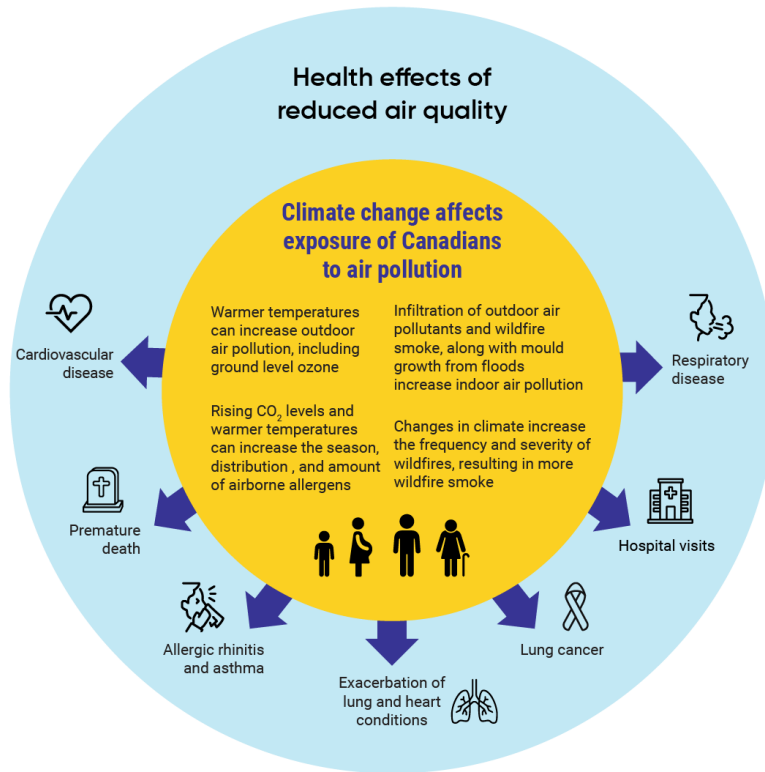 Health effects of
reduced air quality
Climate change affects
exposure of Canadians
to air pollution
Warmer temperatures
can increase outdoor
air pollution, including
ground level ozone
Infiltration of outdoor air
pollutants and wildfire
smoke, along with mould
growth from floods
increase indoor air pollution
Rising CO₂ levels and
warmer temperatures
can increase the season,
distribution , and amount
of airborne allergens
Changes in climate increase
the frequency and severity of
wildfires, resulting in more
wildfire smoke
Cardiovascular
disease
Premature
death
Allergic rhinitis
and asthma
Exacerbation of
lung and heart
conditions
Lung cancer
Hospital visits
Respiratory
disease